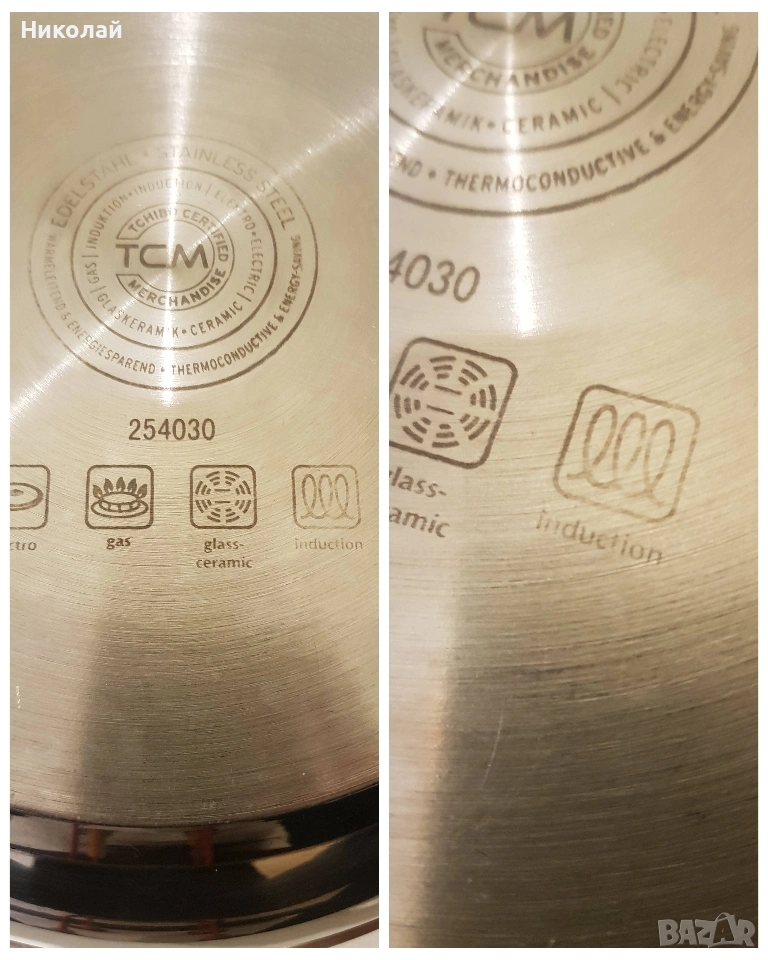 Николай
EDELSTAHL • STAINLESS STEEL
WÄRMELEITEND & ENERGIESPAREND • THERMOCONDUCTIVE & ENERGY-SAVING
GAS | INDUKTION • INDUCTION | ELEKTRO • ELECTRIC
GLASKERAMIK • CERAMIC |
TCHIBO CERTIFIED
TCM
MERCHANDISE
254030
ctro
gas
glass-
ceramic
induction
TCM
MERCHANDISE
ELECTRIC |
GLASKERAMIK • CERAMIC |
END • THERMOCONDUCTIVE & ENERGY-SAVING
4030
glass-
amic
induction
BAZAR